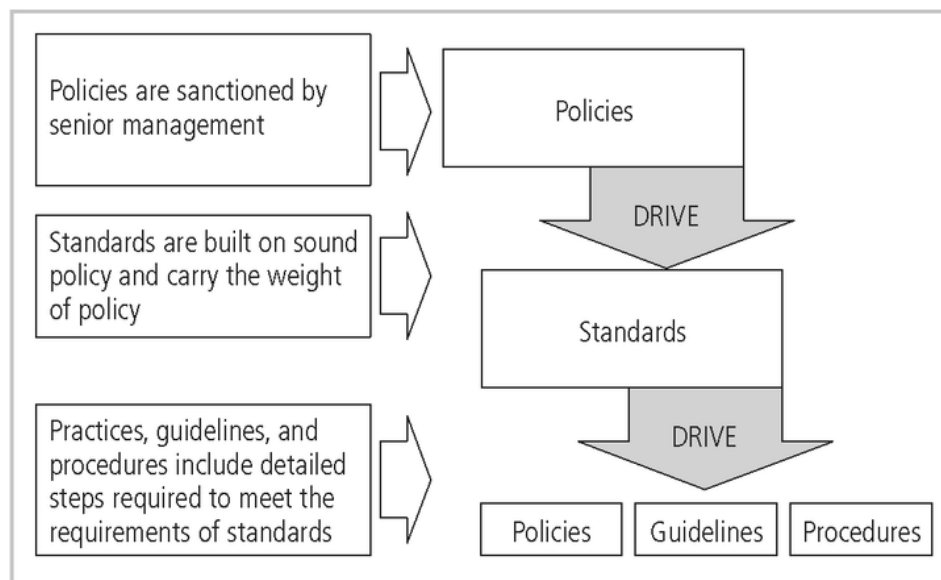 Policies are sanctioned by
senior management
Policies
DRIVE
Standards are built on sound
policy and carry the weight
of policy
Standards
DRIVE
Practices, guidelines, and
procedures include detailed
steps required to meet the
requirements of standards
Policies
Guidelines
Procedures